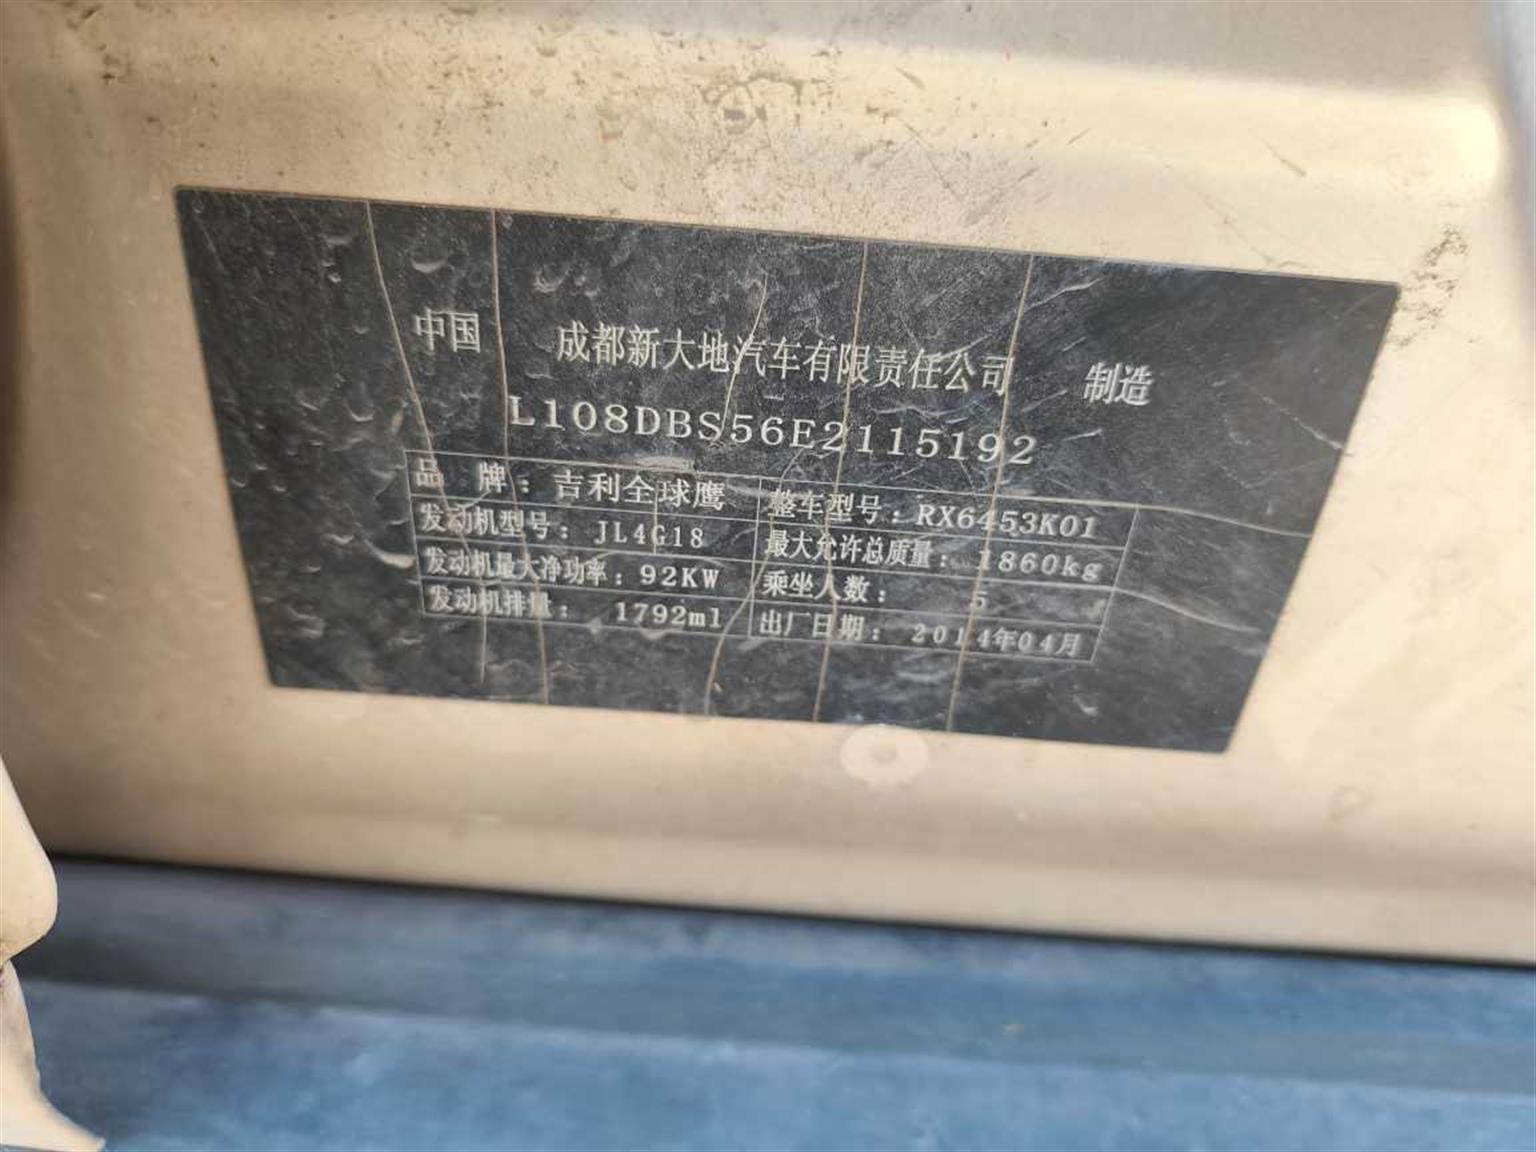 中国 成都新大地汽车有限责任公司 制造
L108DBS56E2115192
品 牌：吉利全球鹰 整车型号：RX6453K01
发动机型号：JL4G18 最大允许总质量：1860kg
发动机最大净功率：92KW 乘坐人数：5
发动机排量：1792ml 出厂日期：2014年04月